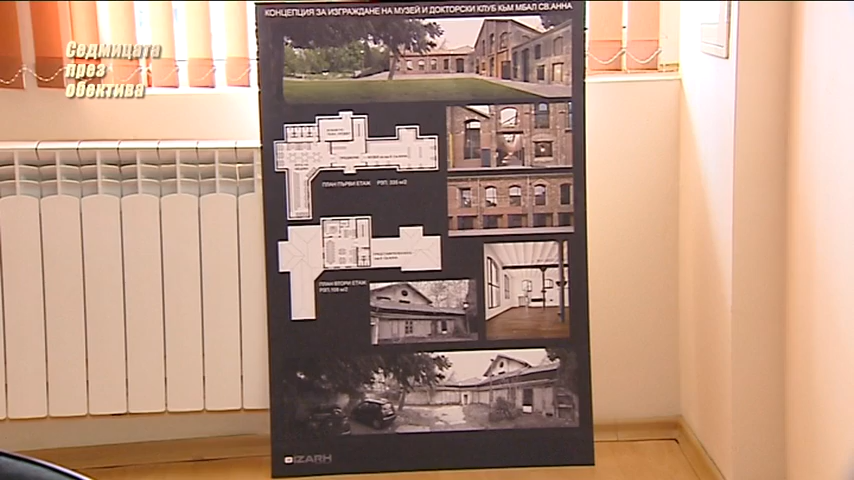 КОНЦЕПЦИЯ ЗА ИЗГРАЖДАНЕ НА МУЗЕЙ И ДОКТОРСКИ КЛУБ КЪМ МБАЛ СВ.АННА
Седмицата
през
Обектива
ПЛАН ПЪРВИ ЕТАЖ
ПЛАН ВТОРИ ЕТАЖ
IZARH